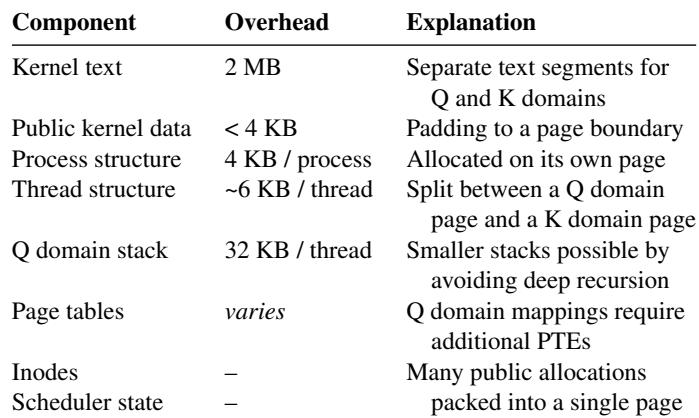 Component Overhead Explanation
Kernel text 2 MB Separate text segments for
Q and K domains
Public kernel data < 4 KB Padding to a page boundary
Process structure 4 KB / process Allocated on its own page
Thread structure ~6 KB / thread Split between a Q domain
page and a K domain page
Q domain stack 32 KB / thread Smaller stacks possible by
avoiding deep recursion
Page tables varies Q domain mappings require
additional PTEs
Inodes – Many public allocations
Scheduler state – packed into a single page